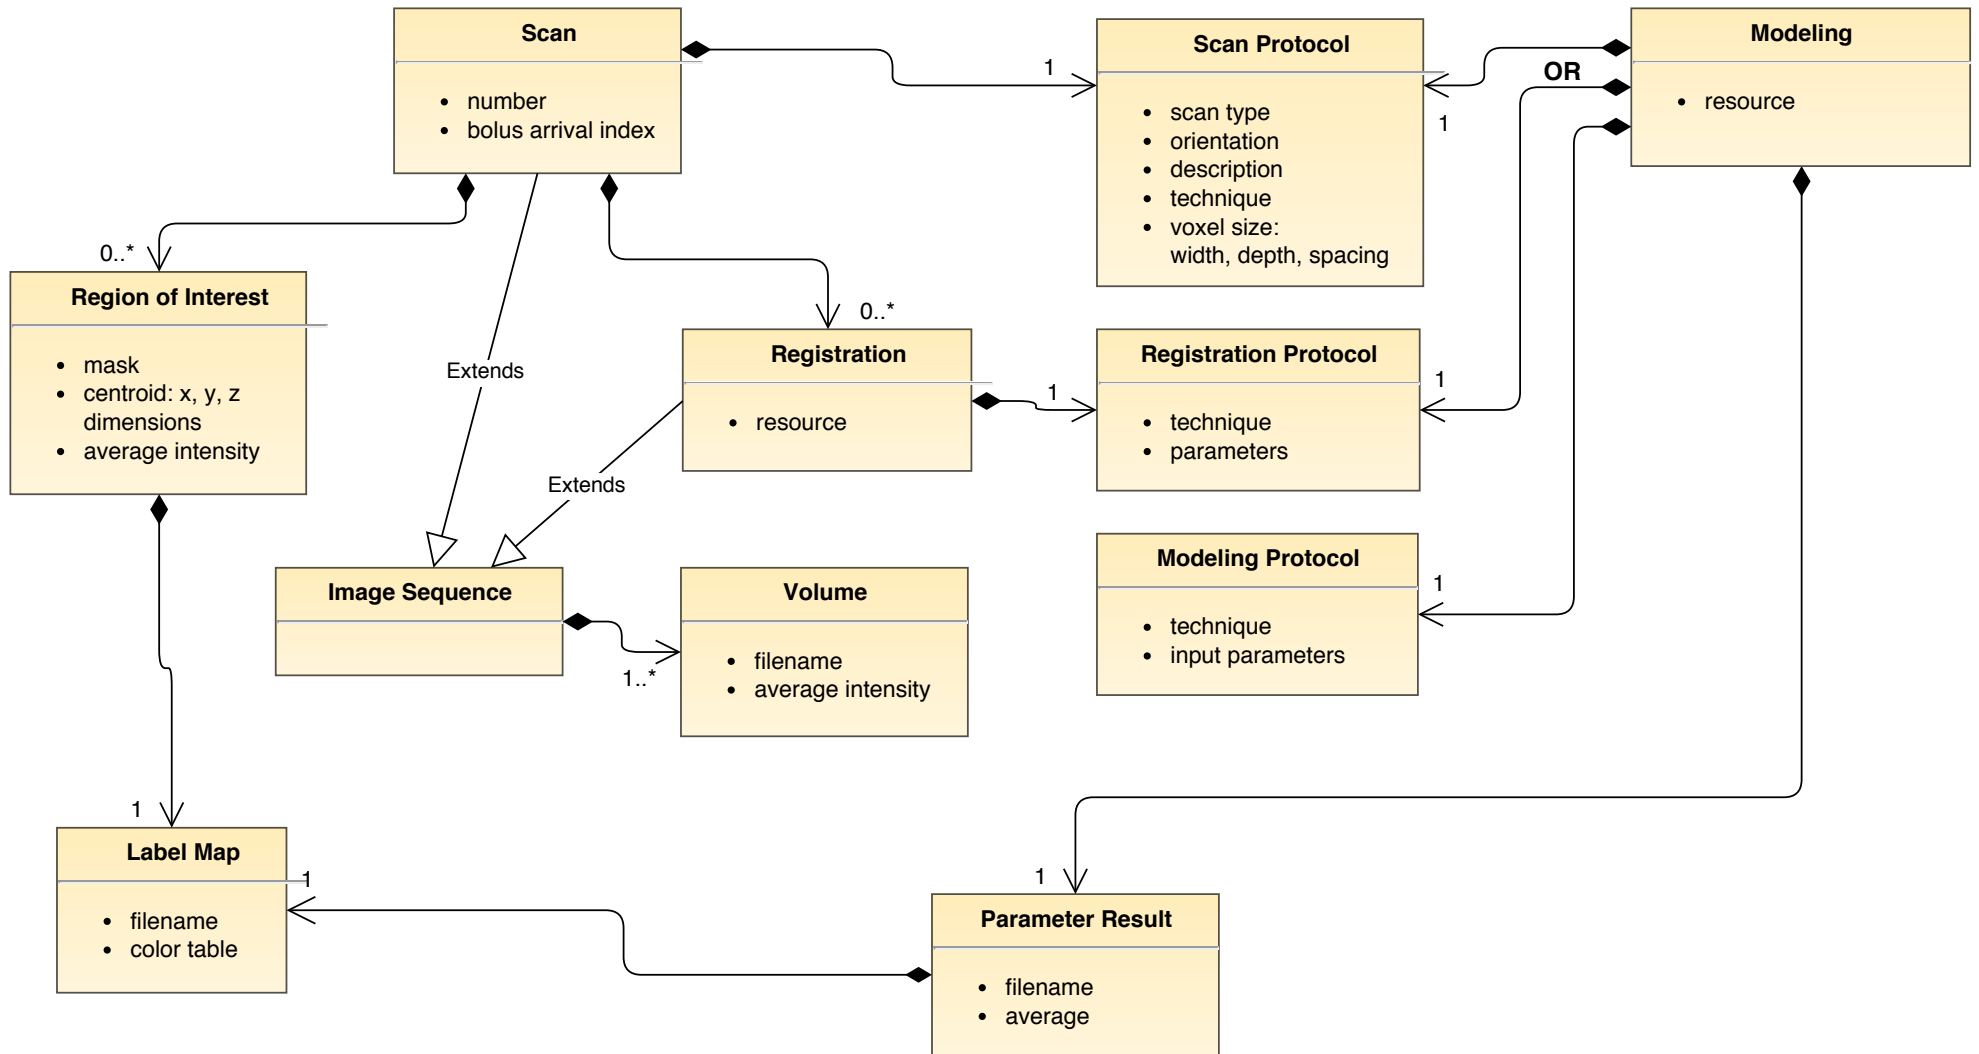 Scan
number
bolus arrival index
1
Scan Protocol
scan type
orientation
description
technique
voxel size:
width, depth, spacing
OR
1
Modeling
resource
0..*
Region of Interest
mask
centroid: x, y, z
dimensions
average intensity
Extends
0..*
Registration
resource
1
Registration Protocol
technique
parameters
1
Extends
Modeling Protocol
technique
input parameters
1
Image Sequence
1..*
Volume
filename
average intensity
1
Label Map
filename
color table
1
1
Parameter Result
filename
average